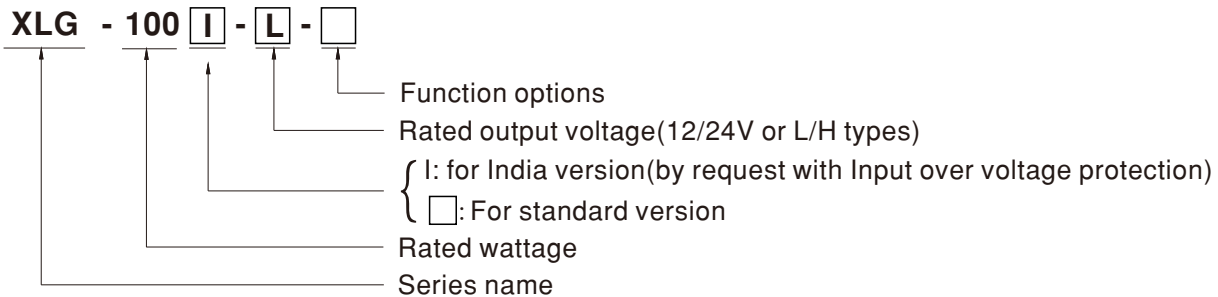 XLG - 100 I - L -
Function options
Rated output voltage(12/24V or L/H types)
I: for India version(by request with Input over voltage protection)
: For standard version
Rated wattage
Series name